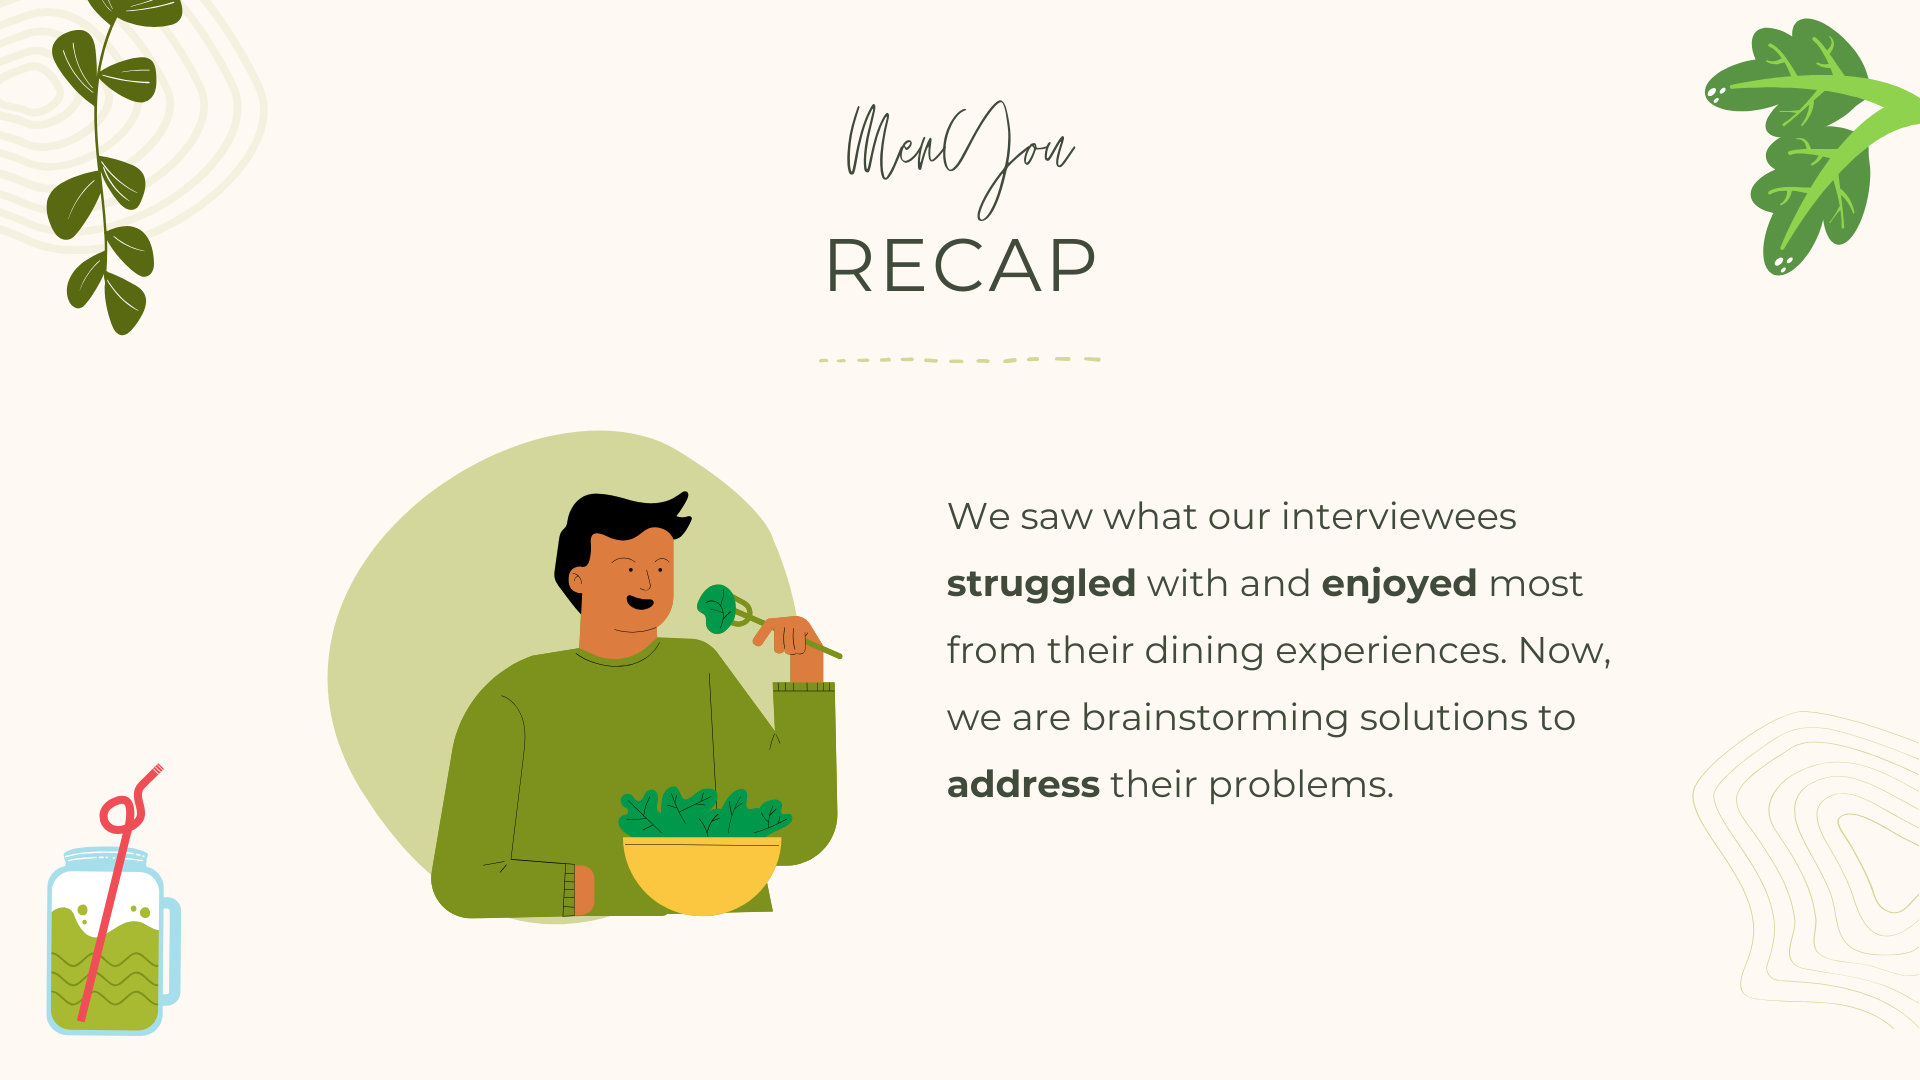 MenYou
RECAP
We saw what our interviewees
struggled with and enjoyed most
from their dining experiences. Now,
we are brainstorming solutions to
address their problems.